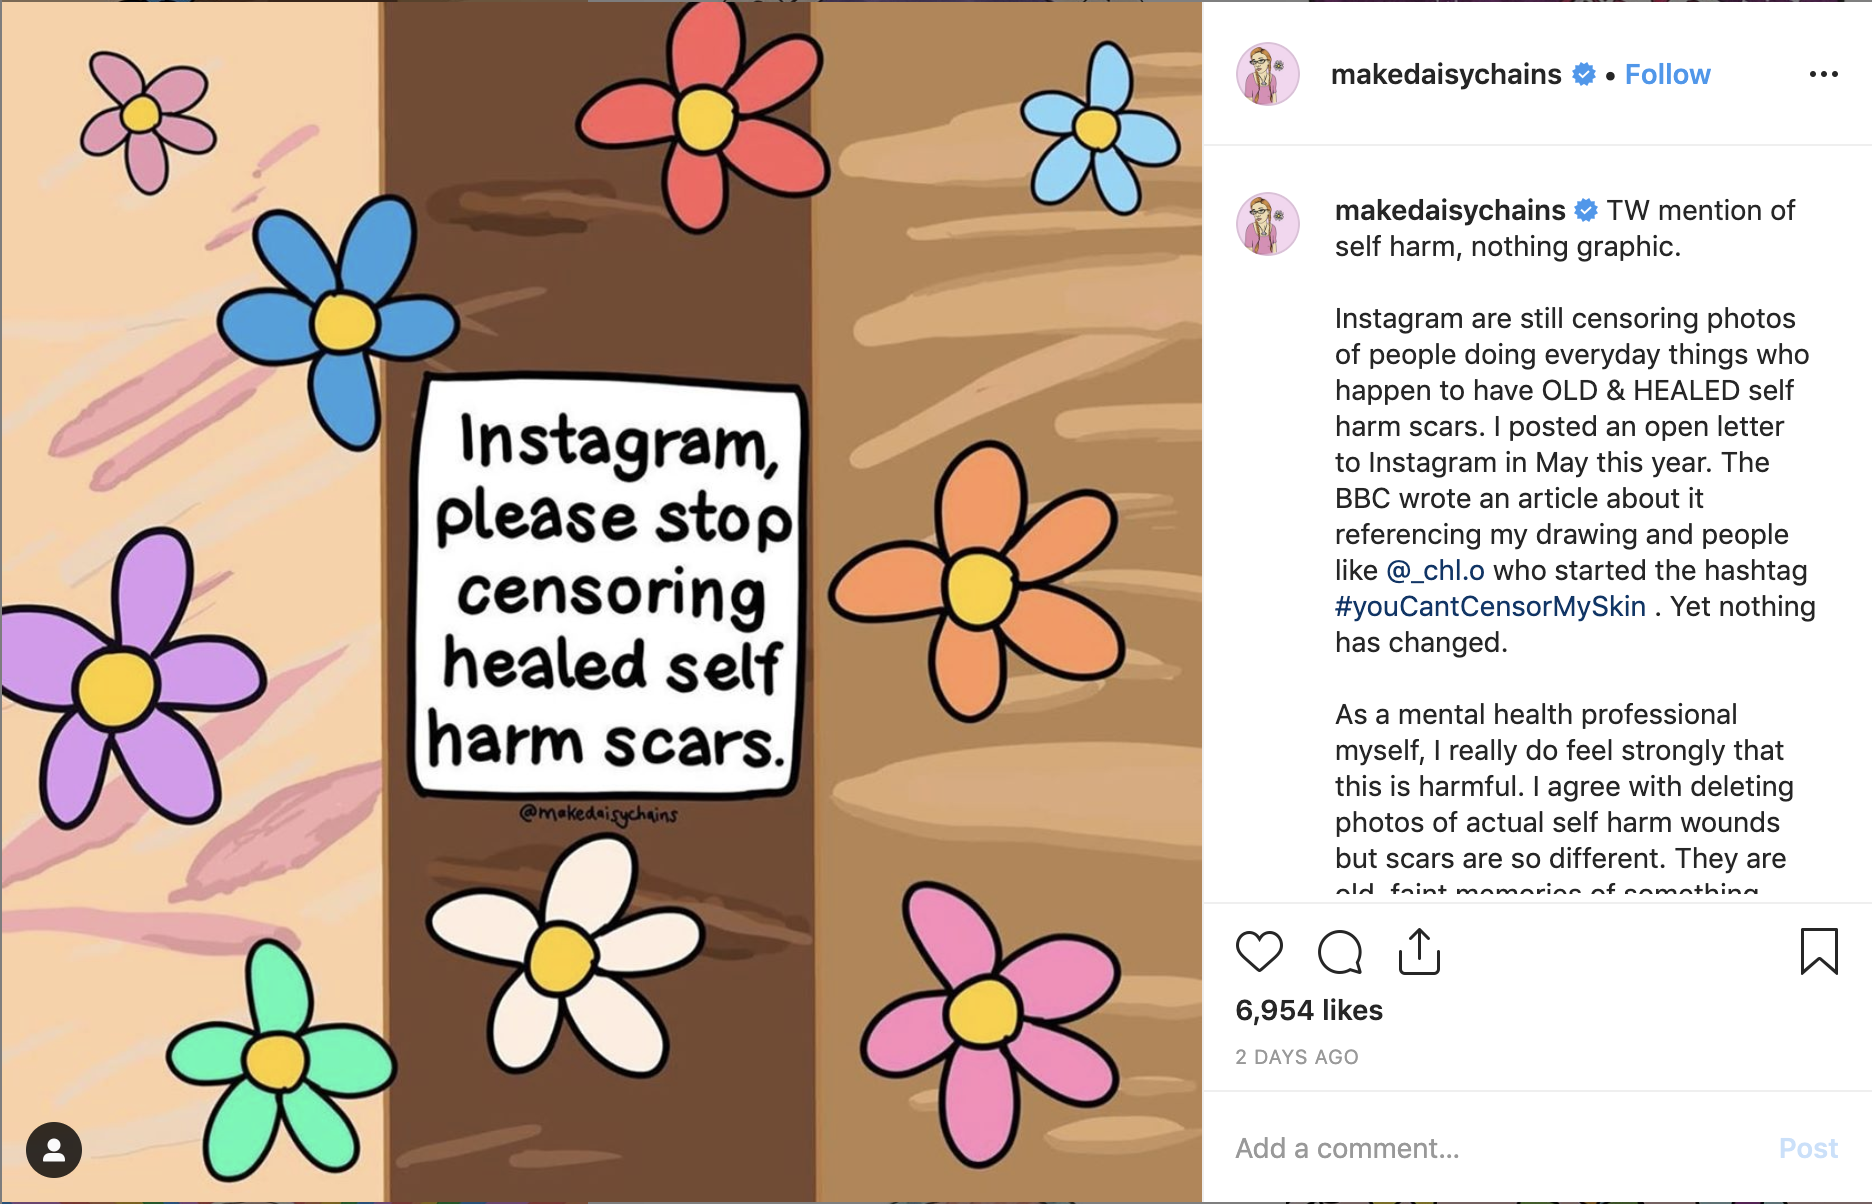 Instagram,
please stop
censoring
healed self
harm scars.
@makedaisychains
makedaisychains • Follow
makedaisychains TW mention of
self harm, nothing graphic.
Instagram are still censoring photos
of people doing everyday things who
happen to have OLD & HEALED self
harm scars. I posted an open letter
to Instagram in May this year. The
BBC wrote an article about it
referencing my drawing and people
like @_chl.o who started the hashtag
#youCantCensorMySkin . Yet nothing
has changed.
As a mental health professional
myself, I really do feel strongly that
this is harmful. I agree with deleting
photos of actual self harm wounds
but scars are so different. They are
old, faint memories of something
6,954 likes
2 DAYS AGO
Add a comment...
Post